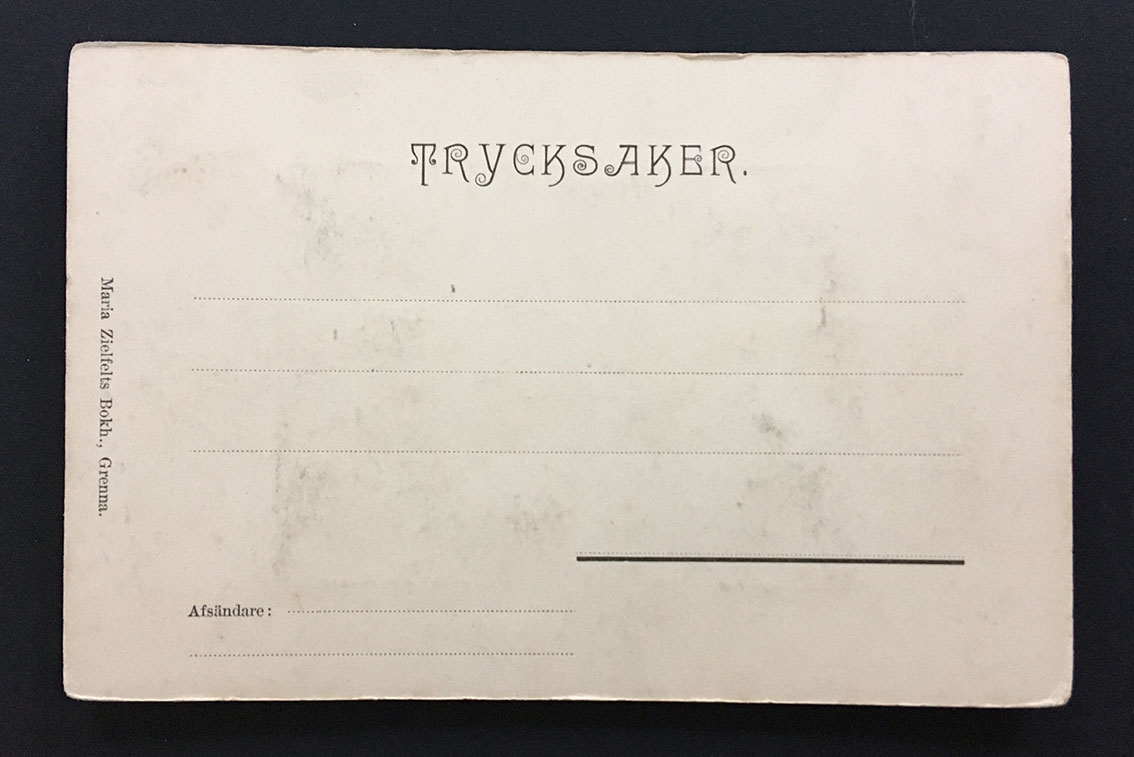 TRYCKSAKER.
Maria Zielfelts Bokh., Grenna.
Afsändare: